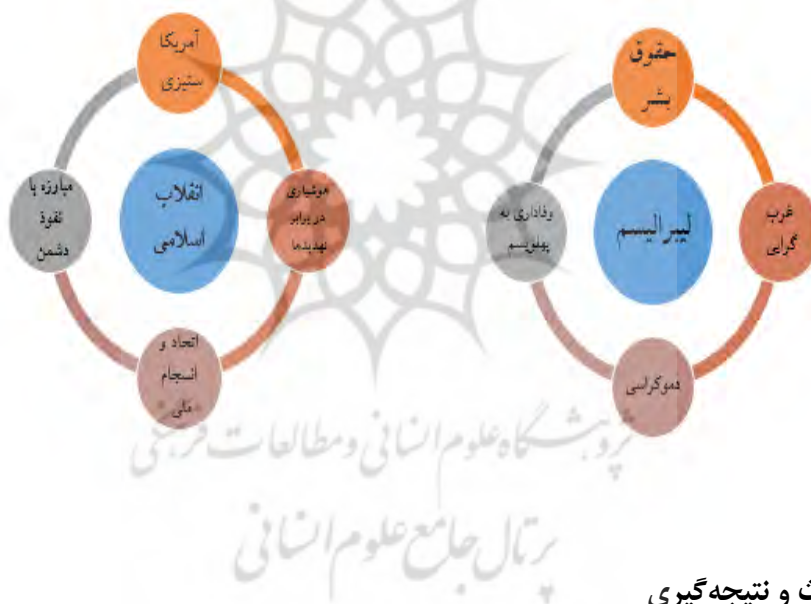 حقوق
بشر
غرب
گرایی
لیبرالیسم
وفاداری به
پهلویسم
دموکراسی
آمریکا
ستیزی
هوشیاری
در برابر
تهدیدها
انقلاب
اسلامی
مبارزه با
نفوذ
دشمن
اتحاد و
انسجام
ملی
پژوهشگاه علوم انسانی و مطالعات فرهنگی
پرتال جامع علوم انسانی
و نتیجه‌گیری